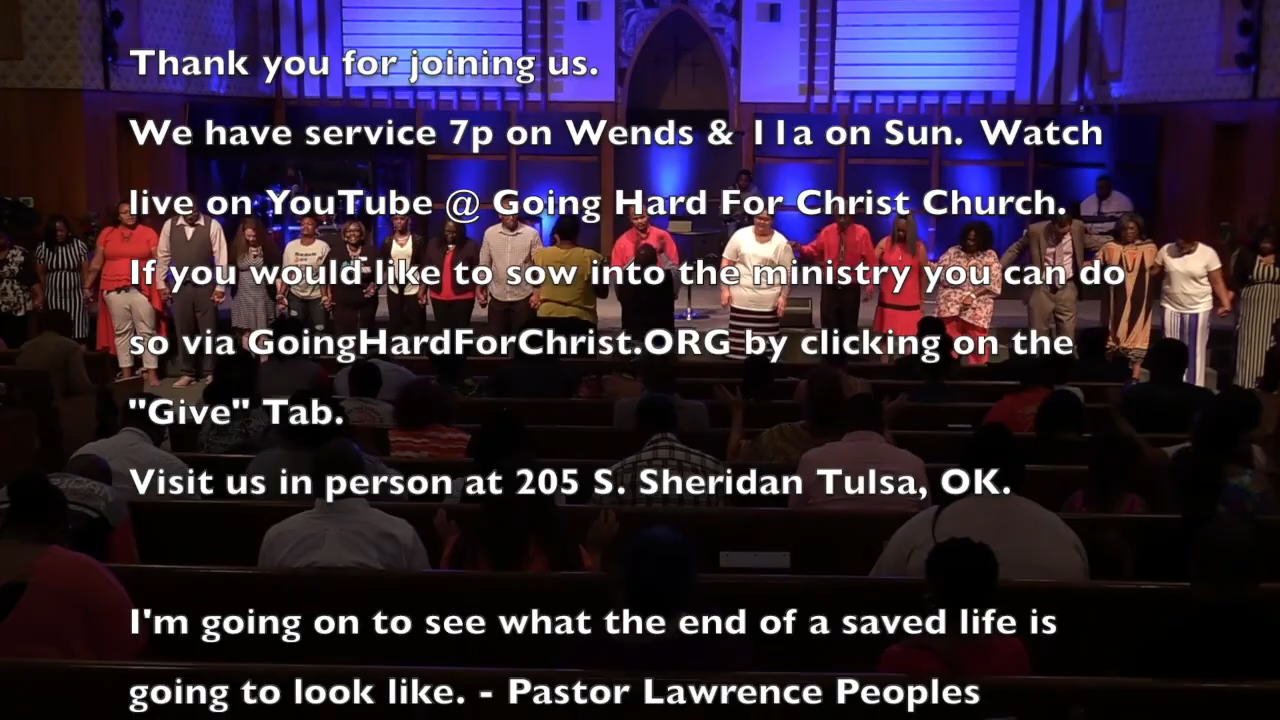 Thank you for joining us.
We have service 7p on Wends & 11a on Sun. Watch
live on YouTube @ Going Hard For Christ Church.
If you would like to sow into the ministry you can do
so via GoingHardForChrist.ORG by clicking on the
"Give" Tab.
Visit us in person at 205 S. Sheridan Tulsa, OK.
I'm going on to see what the end of a saved life is
going to look like. - Pastor Lawrence Peoples